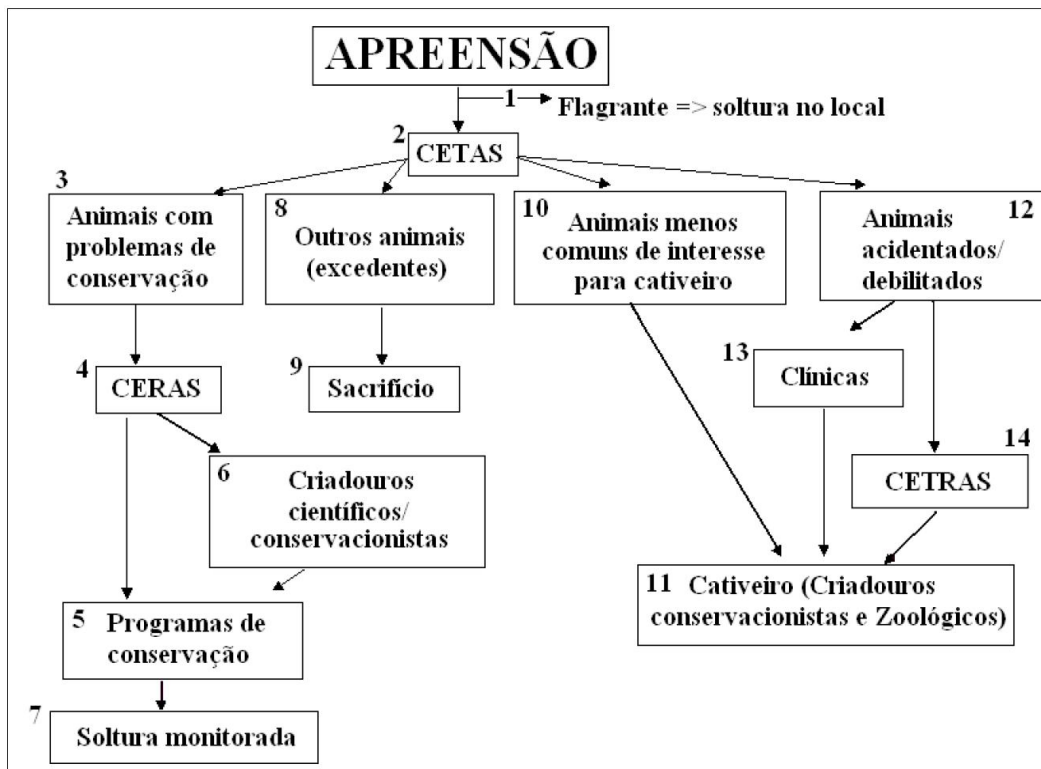 APREENSÃO
1
Flagrante => soltura no local
2
CETAS
3
Animais com
problemas de
conservação
8
Outros animais
(excedentes)
10
Animais menos
comuns de interesse
para cativeiro
12
Animais
acidentados/
debilitados
4
CERAS
9
Sacrifício
13
Clínicas
6
Criadouros
científicos/
conservacionistas
14
CETRAS
5
Programas de
conservação
11 Cativeiro (Criadouros
conservacionistas e Zoológicos)
7
Soltura monitorada